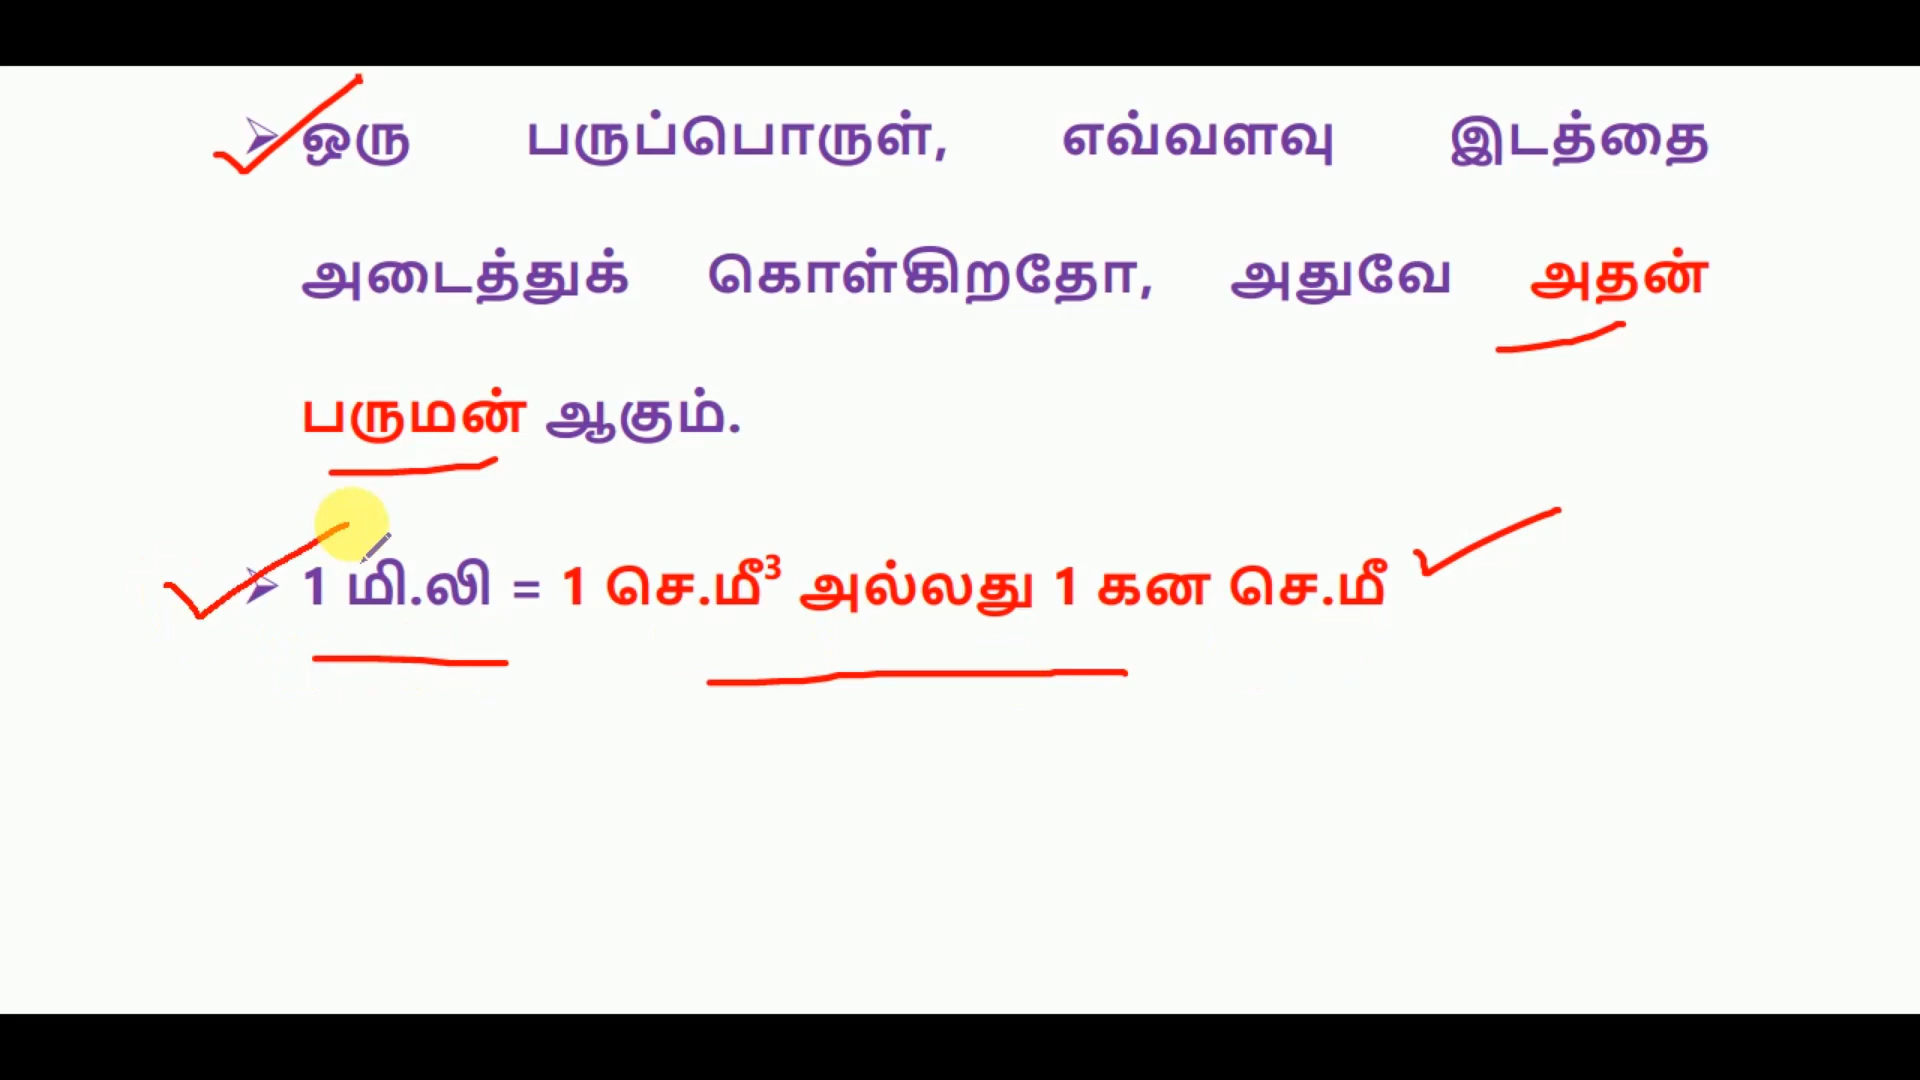 ஒரு பருப்பொருள், எவ்வளவு இடத்தை
அடைத்துக் கொள்கிறதோ, அதுவே அதன்
பருமன் ஆகும்.
1 மி.லி = 1 செ.மீ³ அல்லது 1 கன செ.மீ